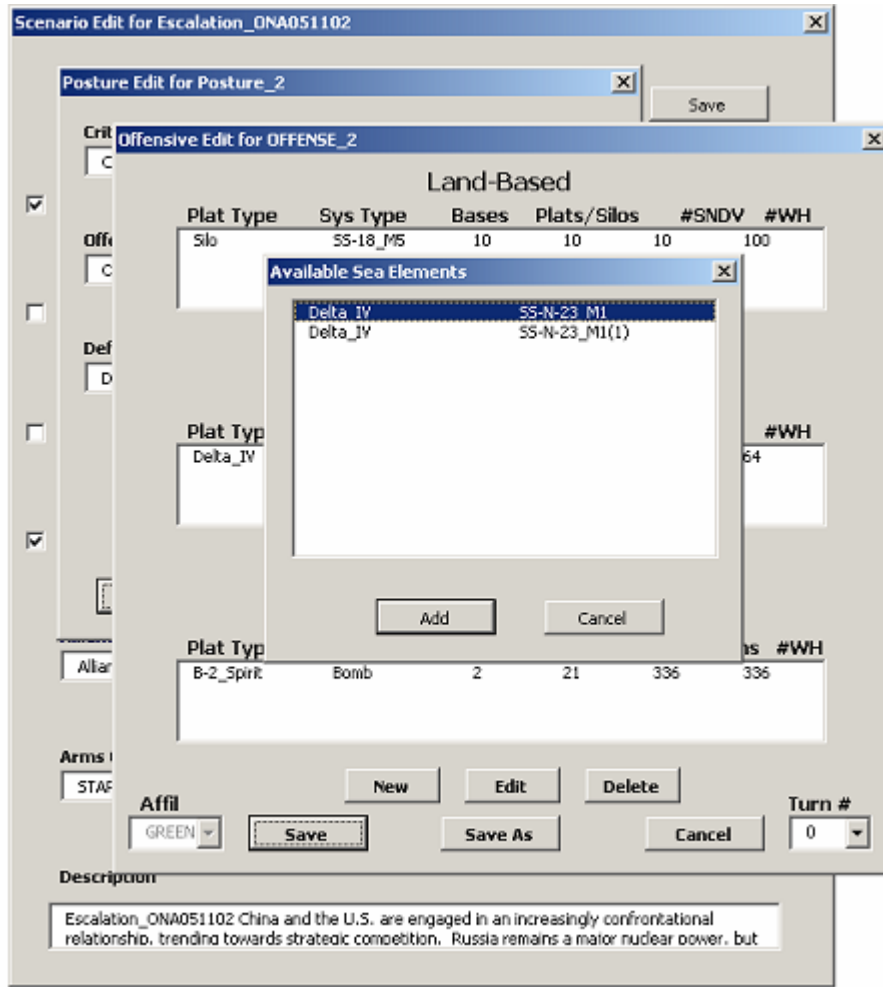 Scenario Edit for Escalation_ONA051102
Posture Edit for Posture_2
Save
Offensive Edit for OFFENSE_2
Land-Based
Plat Type Sys Type Bases Plats/Silos #SNDV #WH
Silo SS-18_M5 10 10 10 100
Available Sea Elements
Delta_IV SS-N-23_M1
Delta_IV SS-N-23_M1(1)
Add Cancel
Plat Typ #WH
Delta_IV 64
Plat Typ #WH
B-2_Spirit Bomb 2 21 336 336
New Edit Delete
Affil
GREEN
Save Save As Cancel
Turn #
0
Arms
Description
Escalation_ONA051102 China and the U.S. are engaged in an increasingly confrontational
relationship, trending towards strategic competition. Russia remains a major nuclear power, but